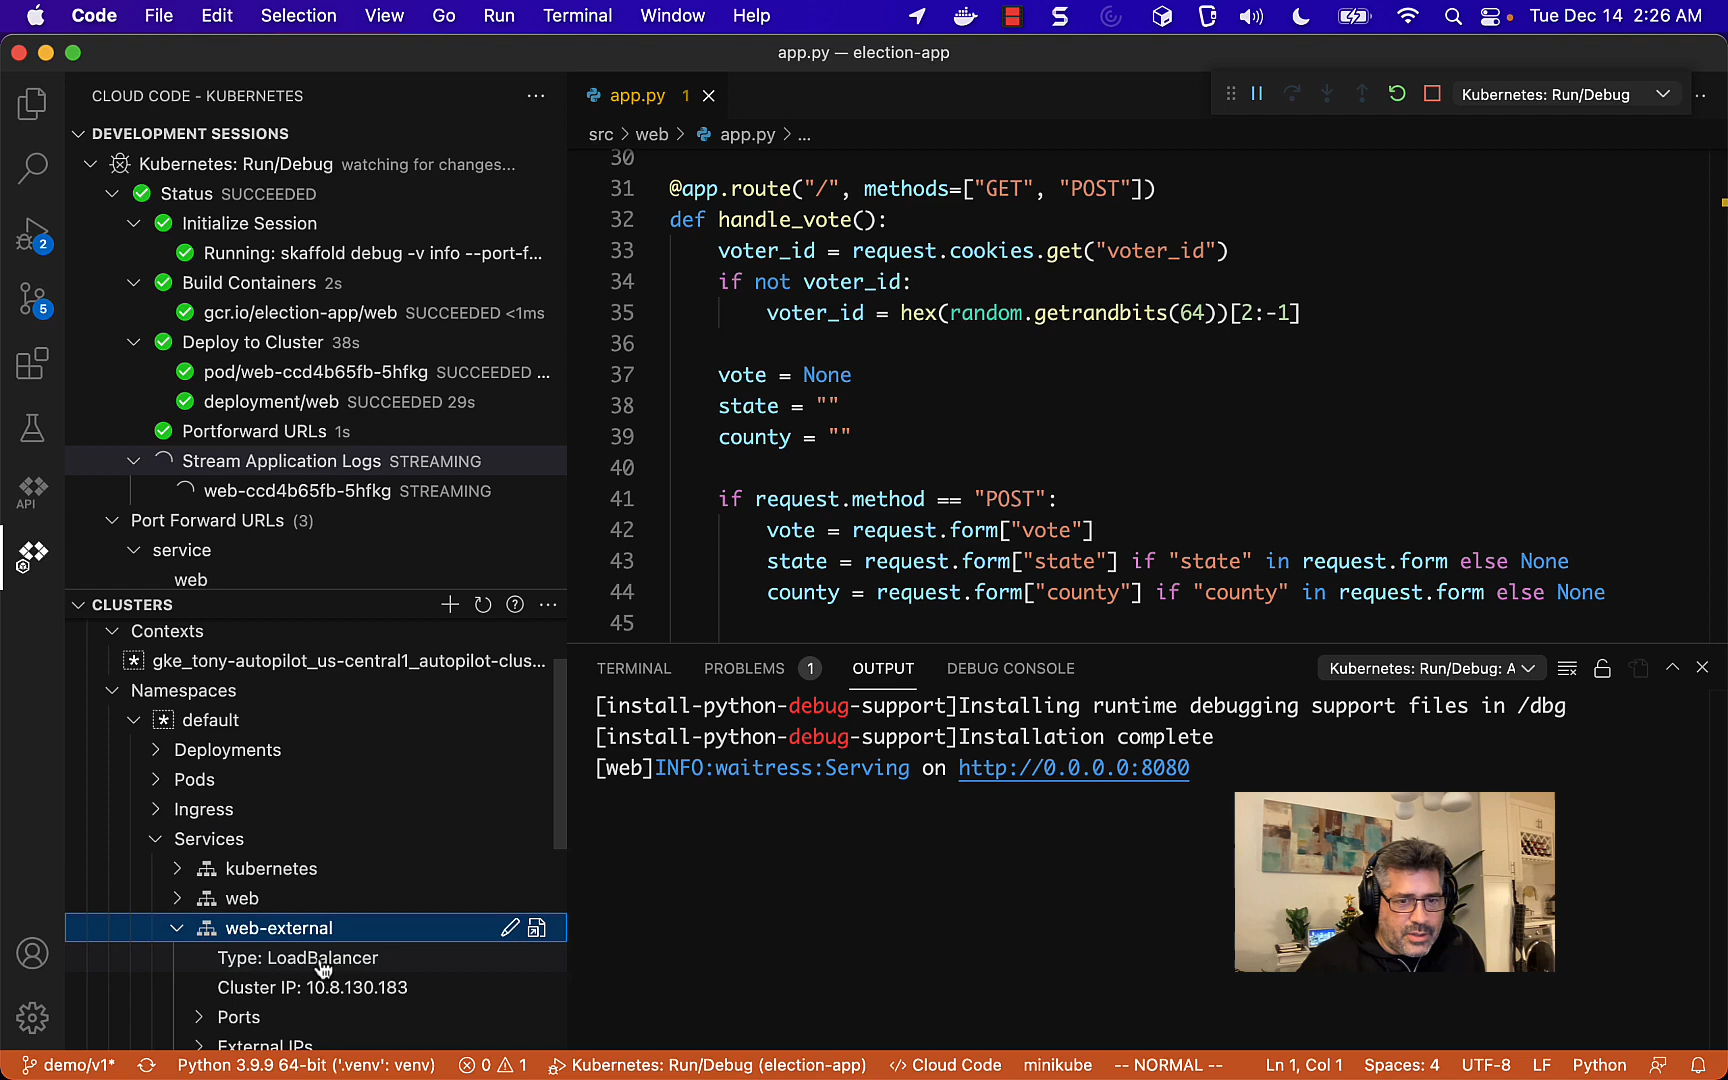 Code File Edit Selection View Go Run Terminal Window Help Tue Dec 14 2:26 AM
app.py — election-app
CLOUD CODE - KUBERNETES
DEVELOPMENT SESSIONS
Kubernetes: Run/Debug watching for changes...
Status SUCCEEDED
Initialize Session
Running: skaffold debug -v info --port-f...
Build Containers 2s
gcr.io/election-app/web SUCCEEDED <1ms
Deploy to Cluster 38s
pod/web-ccd4b65fb-5hfkg SUCCEEDED ...
deployment/web SUCCEEDED 29s
Portforward URLs 1s
Stream Application Logs STREAMING
web-ccd4b65fb-5hfkg STREAMING
Port Forward URLs (3)
service
web
2
5
API
CLUSTERS
Contexts
gke_tony-autopilot_us-central1_autopilot-clus...
Namespaces
default
Deployments
Pods
Ingress
Services
kubernetes
web
web-external
Type: LoadBalancer
Cluster IP: 10.8.130.183
Ports
External IPs
app.py 1
Kubernetes: Run/Debug
src > web > app.py > ...
30
31 @app.route("/", methods=["GET", "POST"])
32 def handle_vote():
33 voter_id = request.cookies.get("voter_id")
34 if not voter_id:
35 voter_id = hex(random.getrandbits(64))[2:-1]
36
37 vote = None
38 state = ""
39 county = ""
40
41 if request.method == "POST":
42 vote = request.form["vote"]
43 state = request.form["state"] if "state" in request.form else None
44 county = request.form["county"] if "county" in request.form else None
45
TERMINAL PROBLEMS 1 OUTPUT DEBUG CONSOLE Kubernetes: Run/Debug: A
[install-python-debug-support]Installing runtime debugging support files in /dbg
[install-python-debug-support]Installation complete
[web]INFO:waitress:Serving on http://0.0.0.0:8080
demo/v1* Python 3.9.9 64-bit ('.venv': venv) 0 1 Kubernetes: Run/Debug (election-app) Cloud Code minikube -- NORMAL -- Ln 1, Col 1 Spaces: 4 UTF-8 LF Python